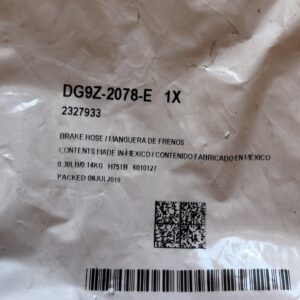 DG9Z-2078-E 1X
2327933
BRAKE HOSE / MANGUERA DE FRENOS
CONTENTS MADE IN MEXICO / CONTENIDO FABRICADO EN MEXICO
0.30LB/0.14KG H751B 6010127
PACKED 08JUL2019